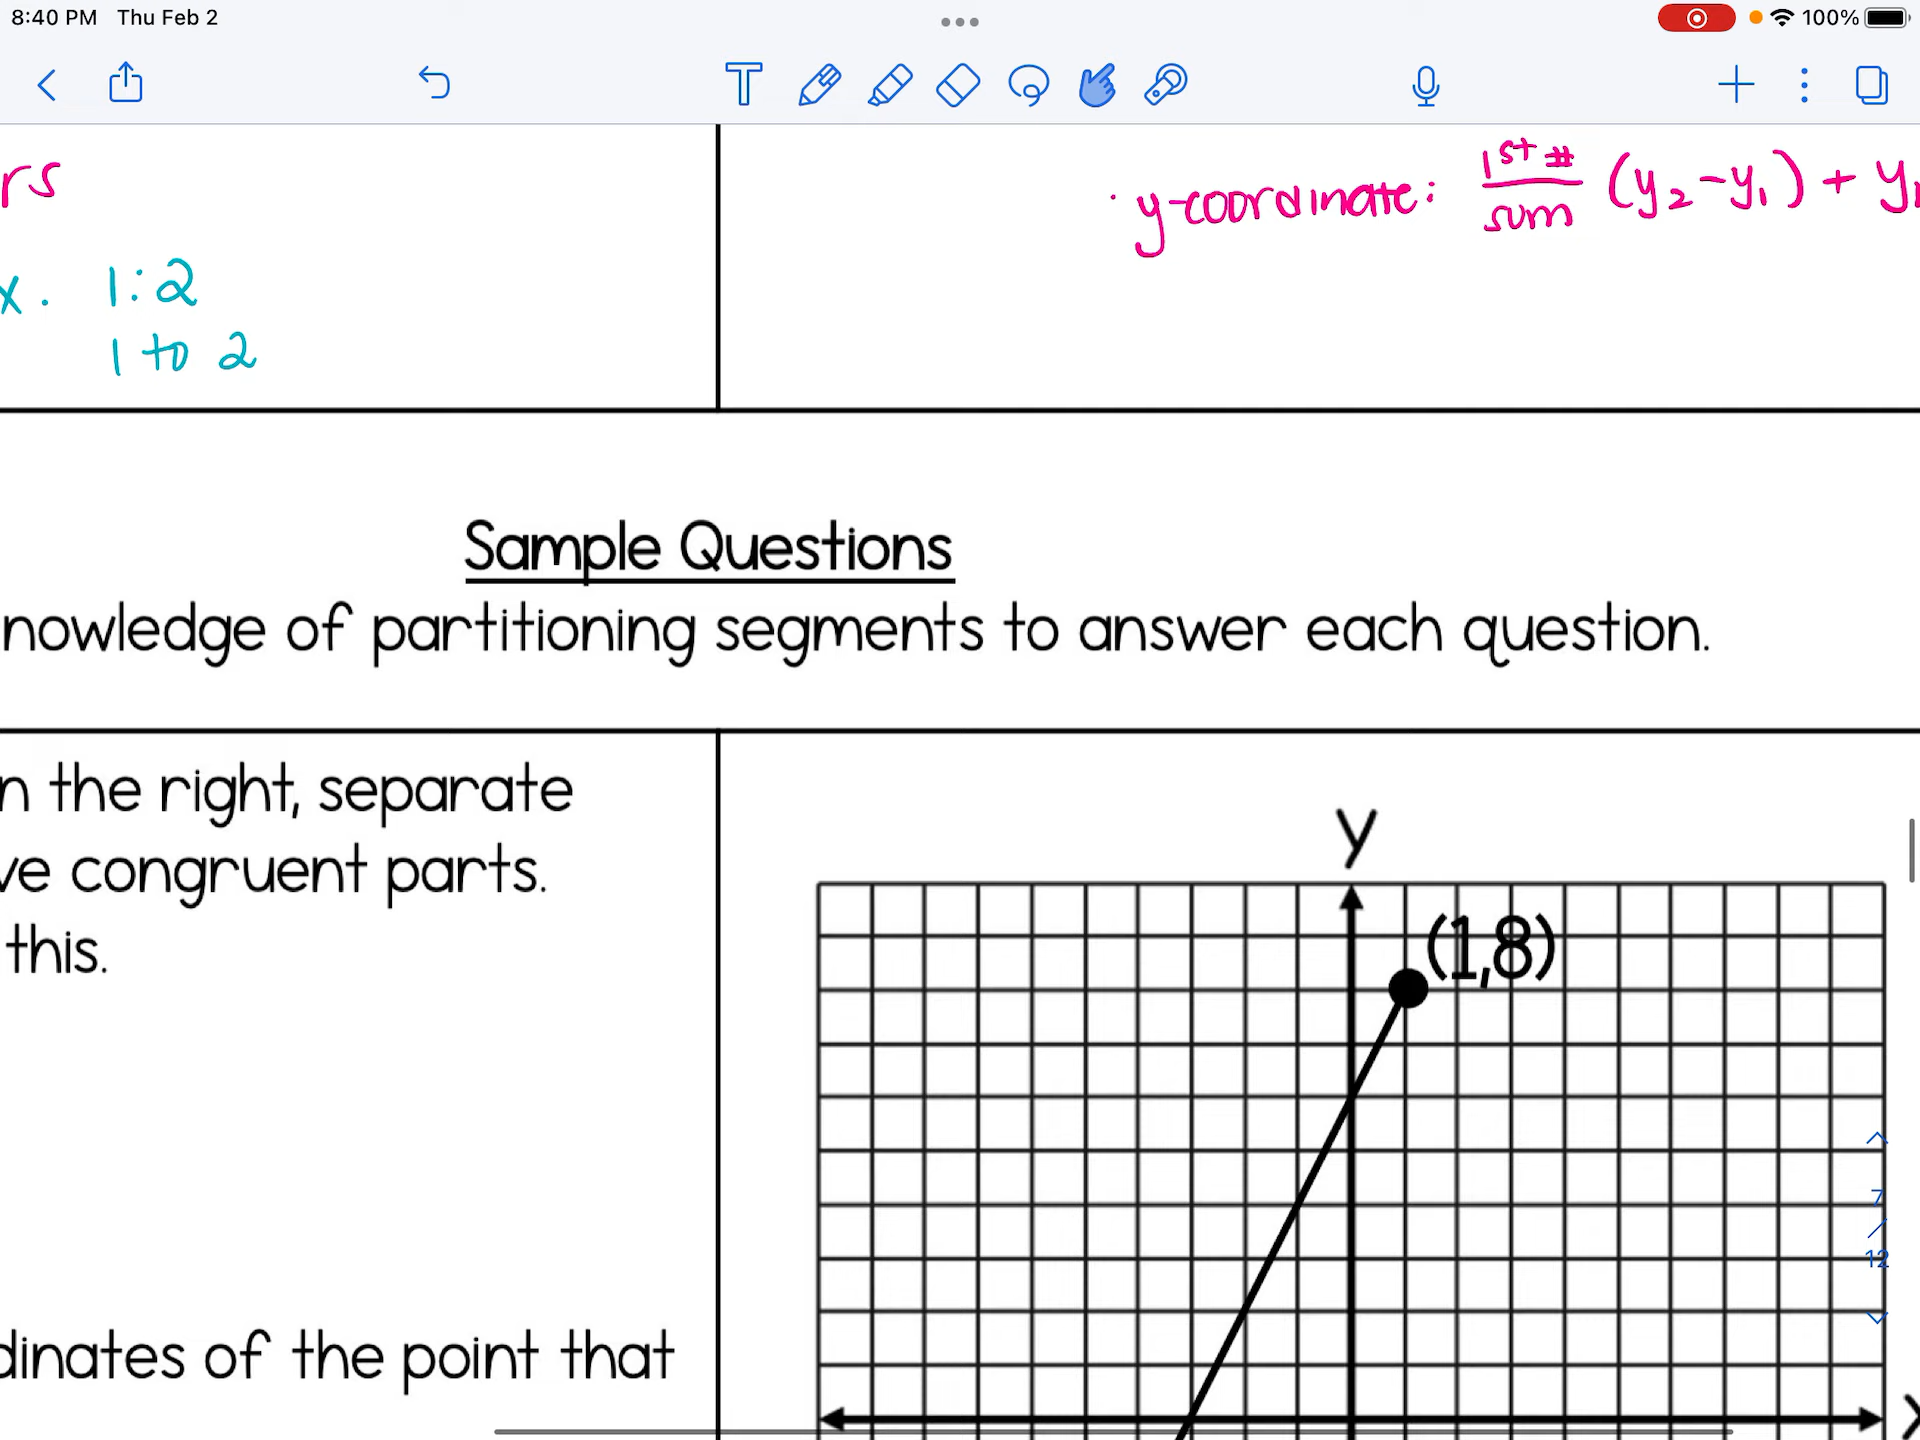 8:40 PM Thu Feb 2
100%
rs
x. 1:2
1 to 2
y-coordinate: 1st #/sum (y₂-y₁) + y₁
Sample Questions
nowledge of partitioning segments to answer each question.
n the right, separate
ve congruent parts.
this.
dinates of the point that
y
(1,8)
x
7
/
12